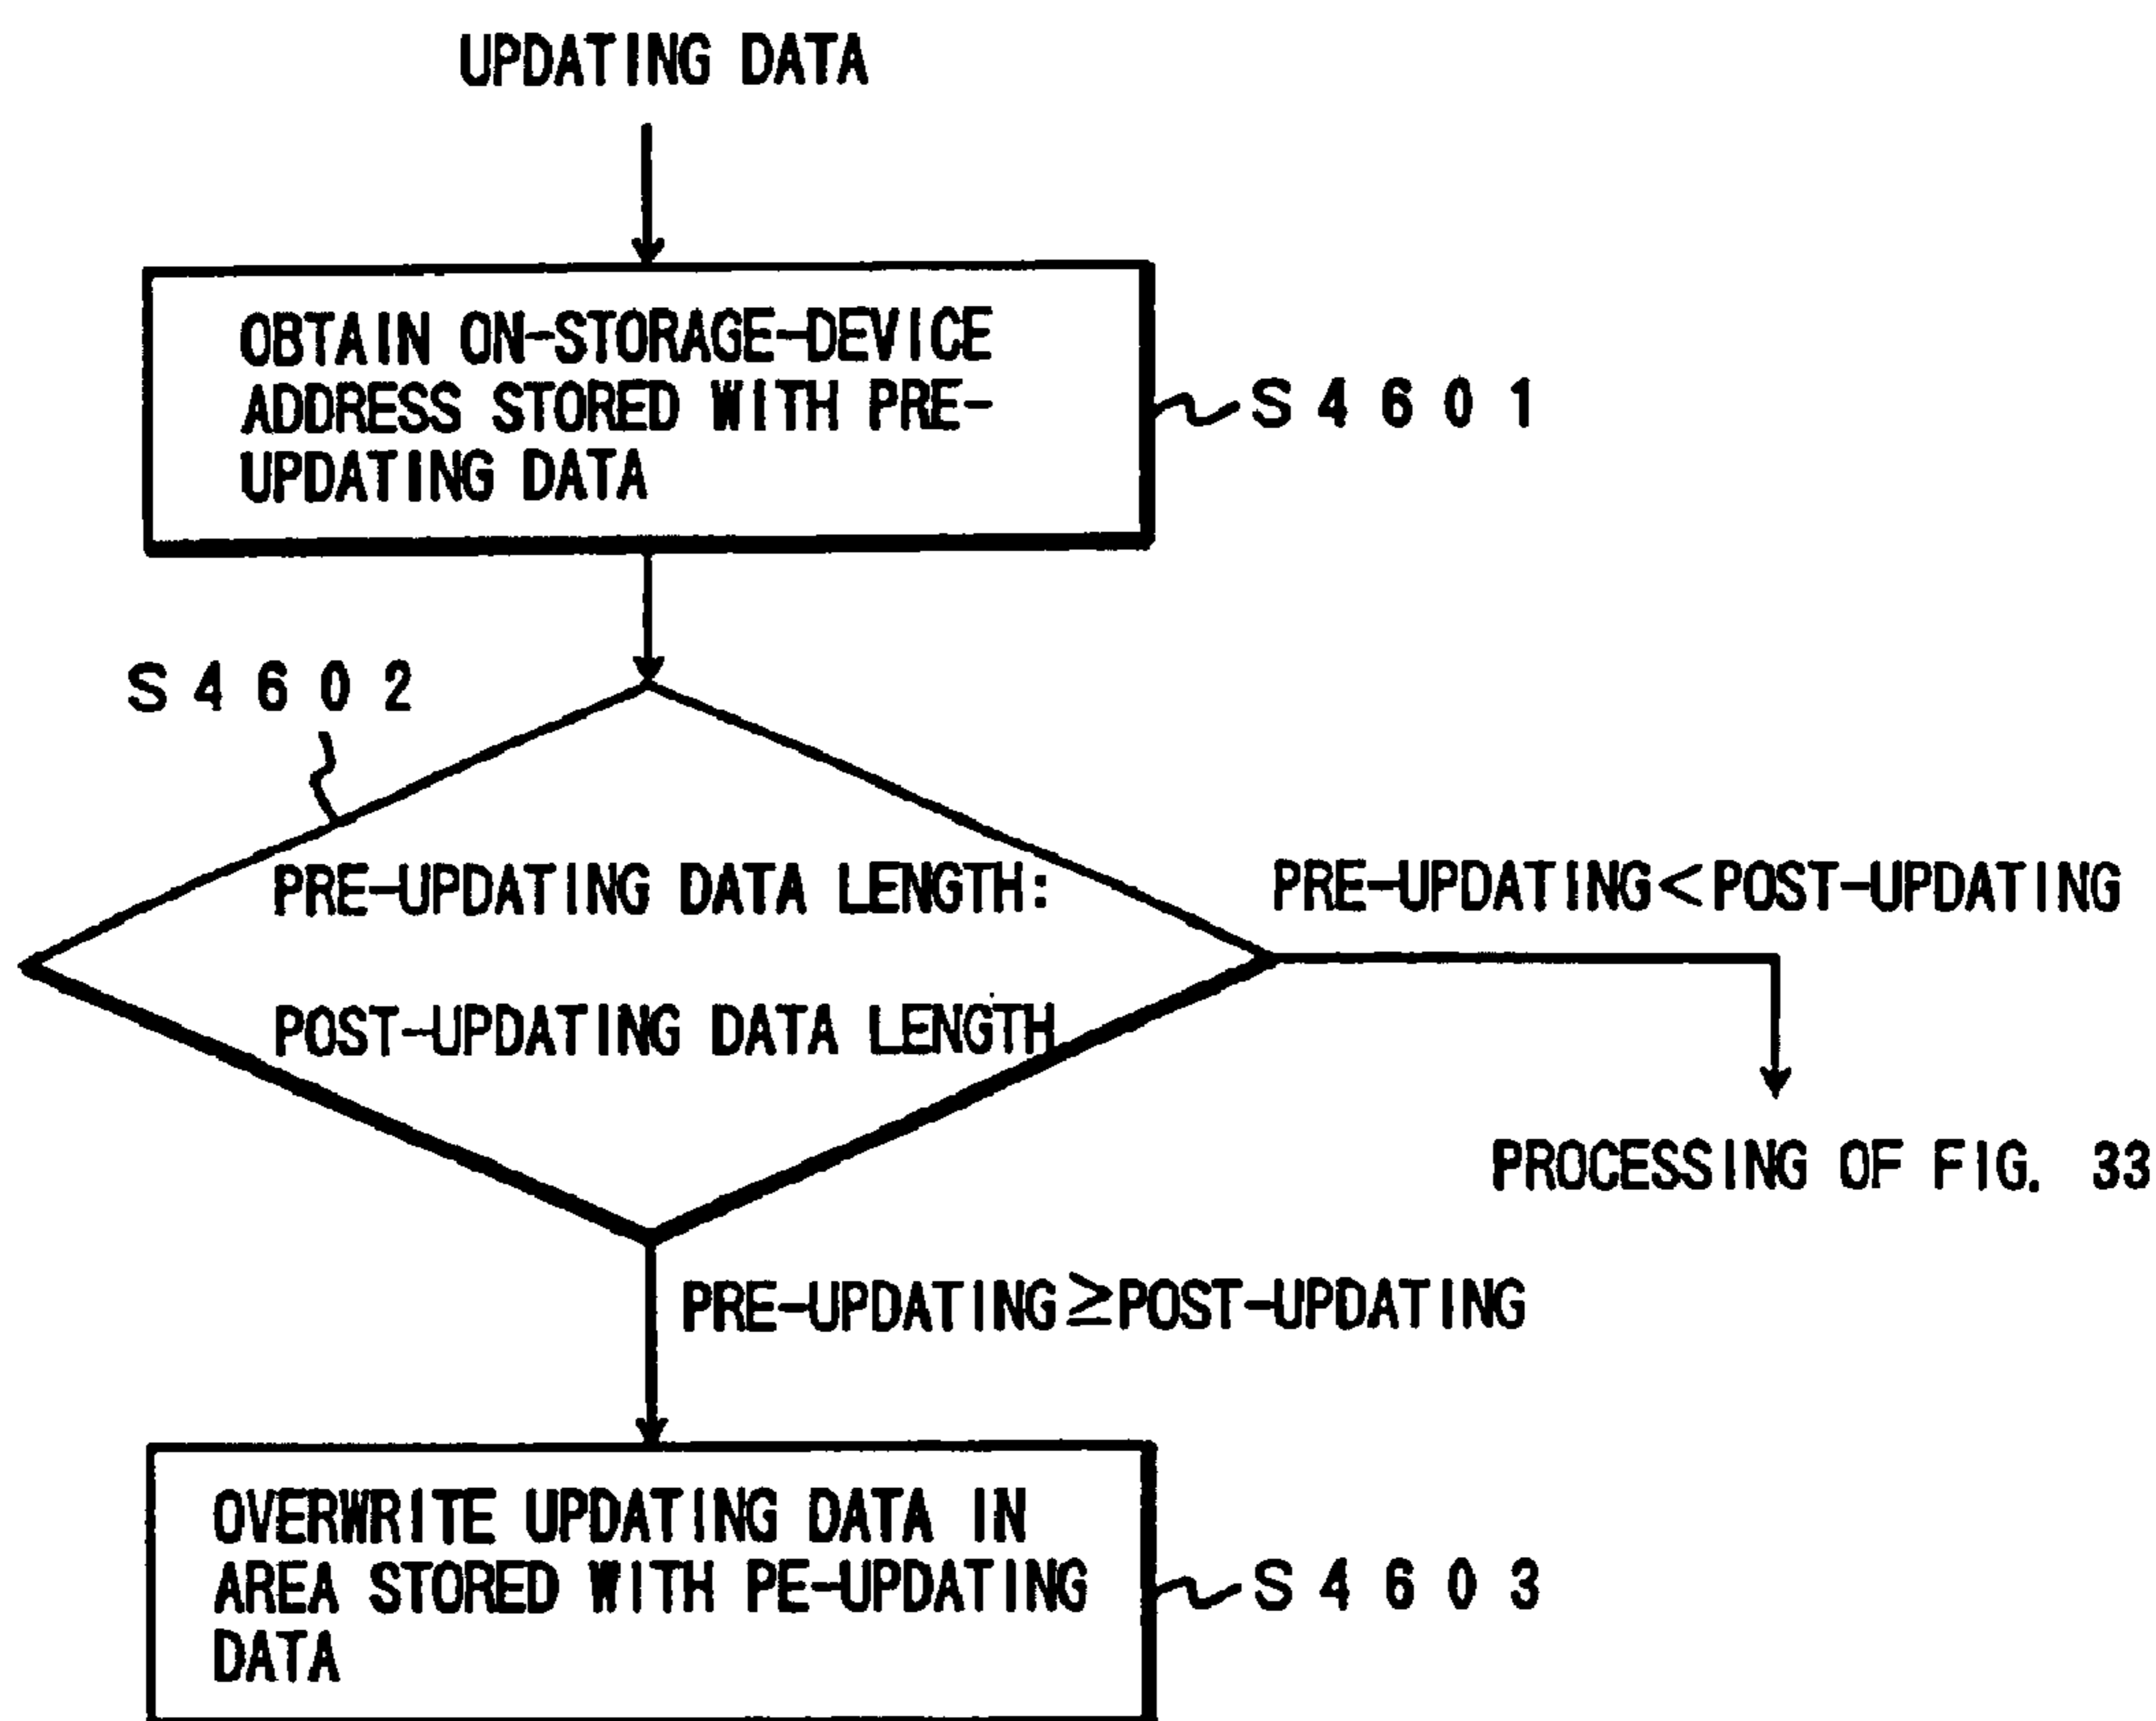 UPDATING DATA
OBTAIN ON-STORAGE-DEVICE
ADDRESS STORED WITH PRE-
UPDATING DATA
S4601
S4602
PRE-UPDATING DATA LENGTH:
POST-UPDATING DATA LENGTH
PRE-UPDATING<POST-UPDATING
PROCESSING OF FIG. 33
PRE-UPDATING≥POST-UPDATING
OVERWRITE UPDATING DATA IN
AREA STORED WITH PE-UPDATING
DATA
S4603